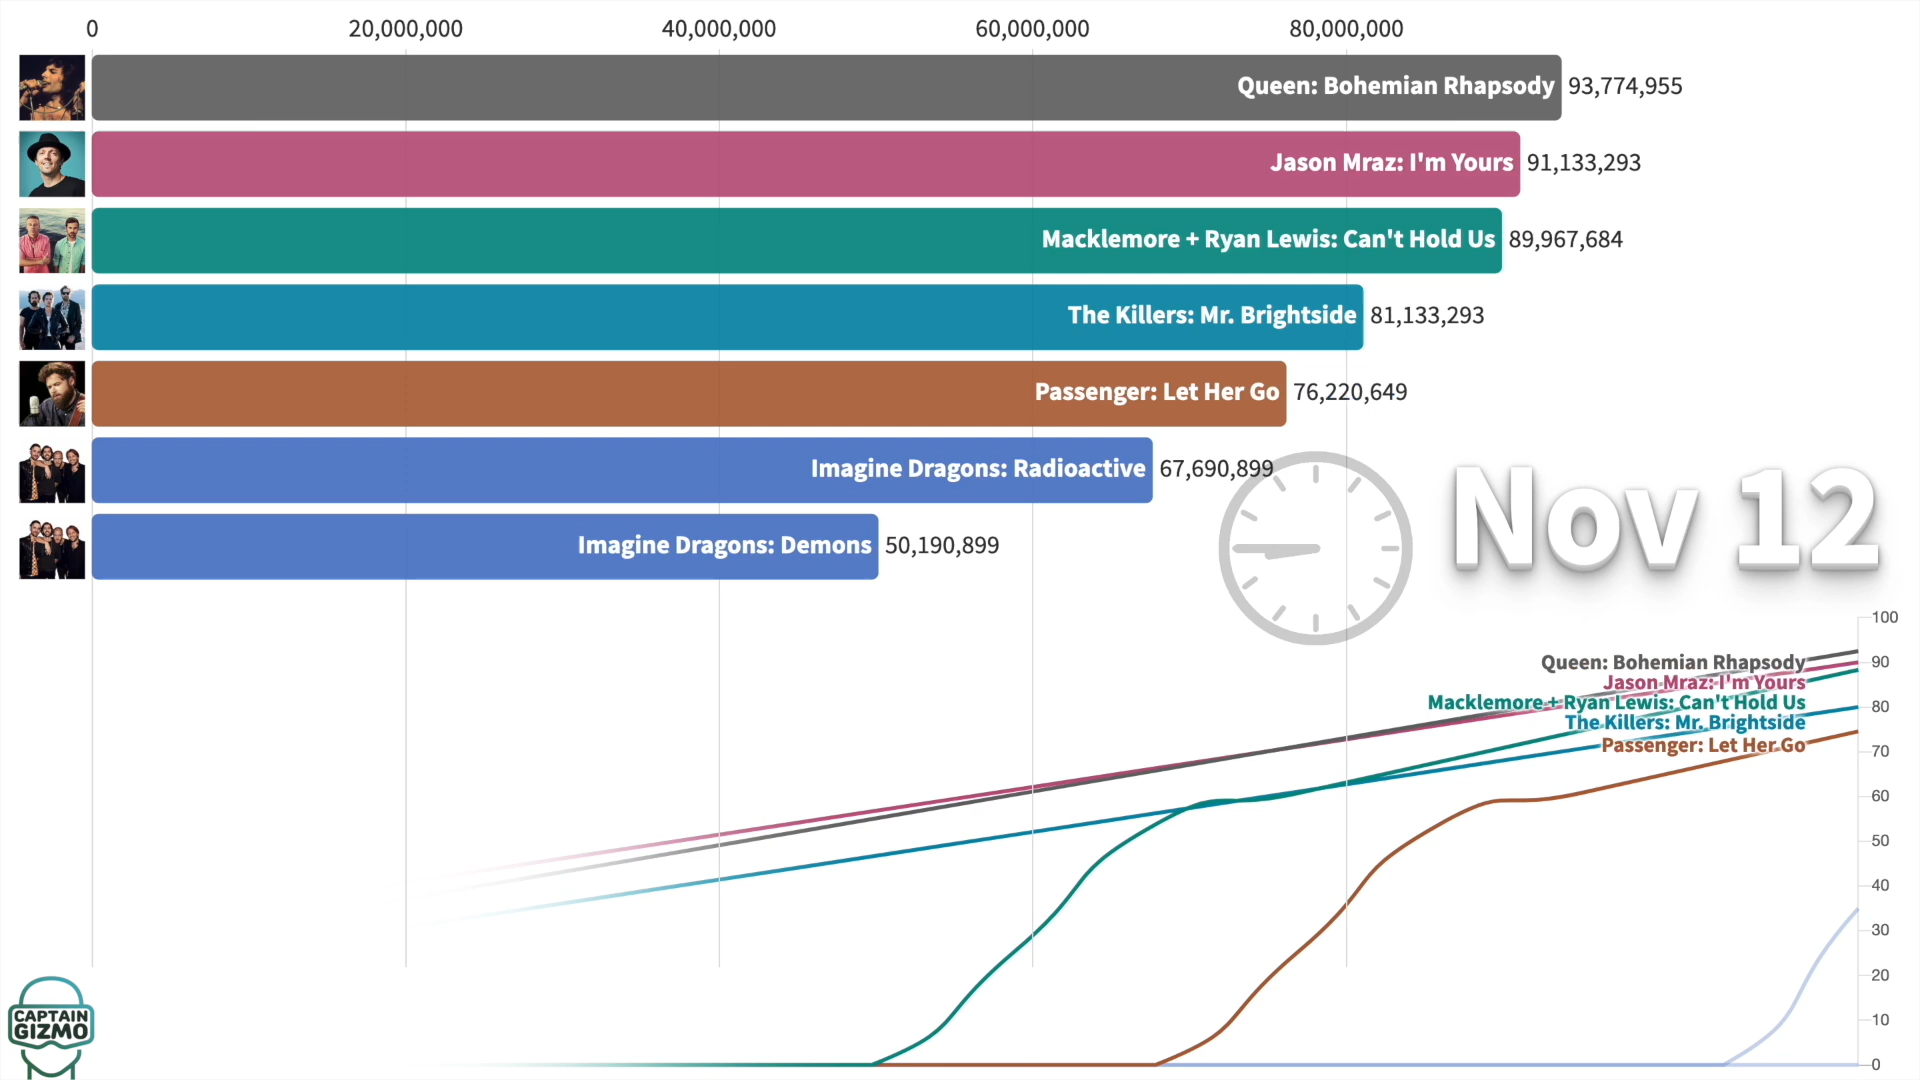 0 20,000,000 40,000,000 60,000,000 80,000,000
Queen: Bohemian Rhapsody 93,774,955
Jason Mraz: I'm Yours 91,133,293
Macklemore + Ryan Lewis: Can't Hold Us 89,967,684
The Killers: Mr. Brightside 81,133,293
Passenger: Let Her Go 76,220,649
Imagine Dragons: Radioactive 67,690,899
Imagine Dragons: Demons 50,190,899
Nov 12
100
Queen: Bohemian Rhapsody
90
Jason Mraz: I'm Yours
Macklemore + Ryan Lewis: Can't Hold Us
80
The Killers: Mr. Brightside
Passenger: Let Her Go
70
60
50
40
30
20
10
0
CAPTAIN
GIZMO